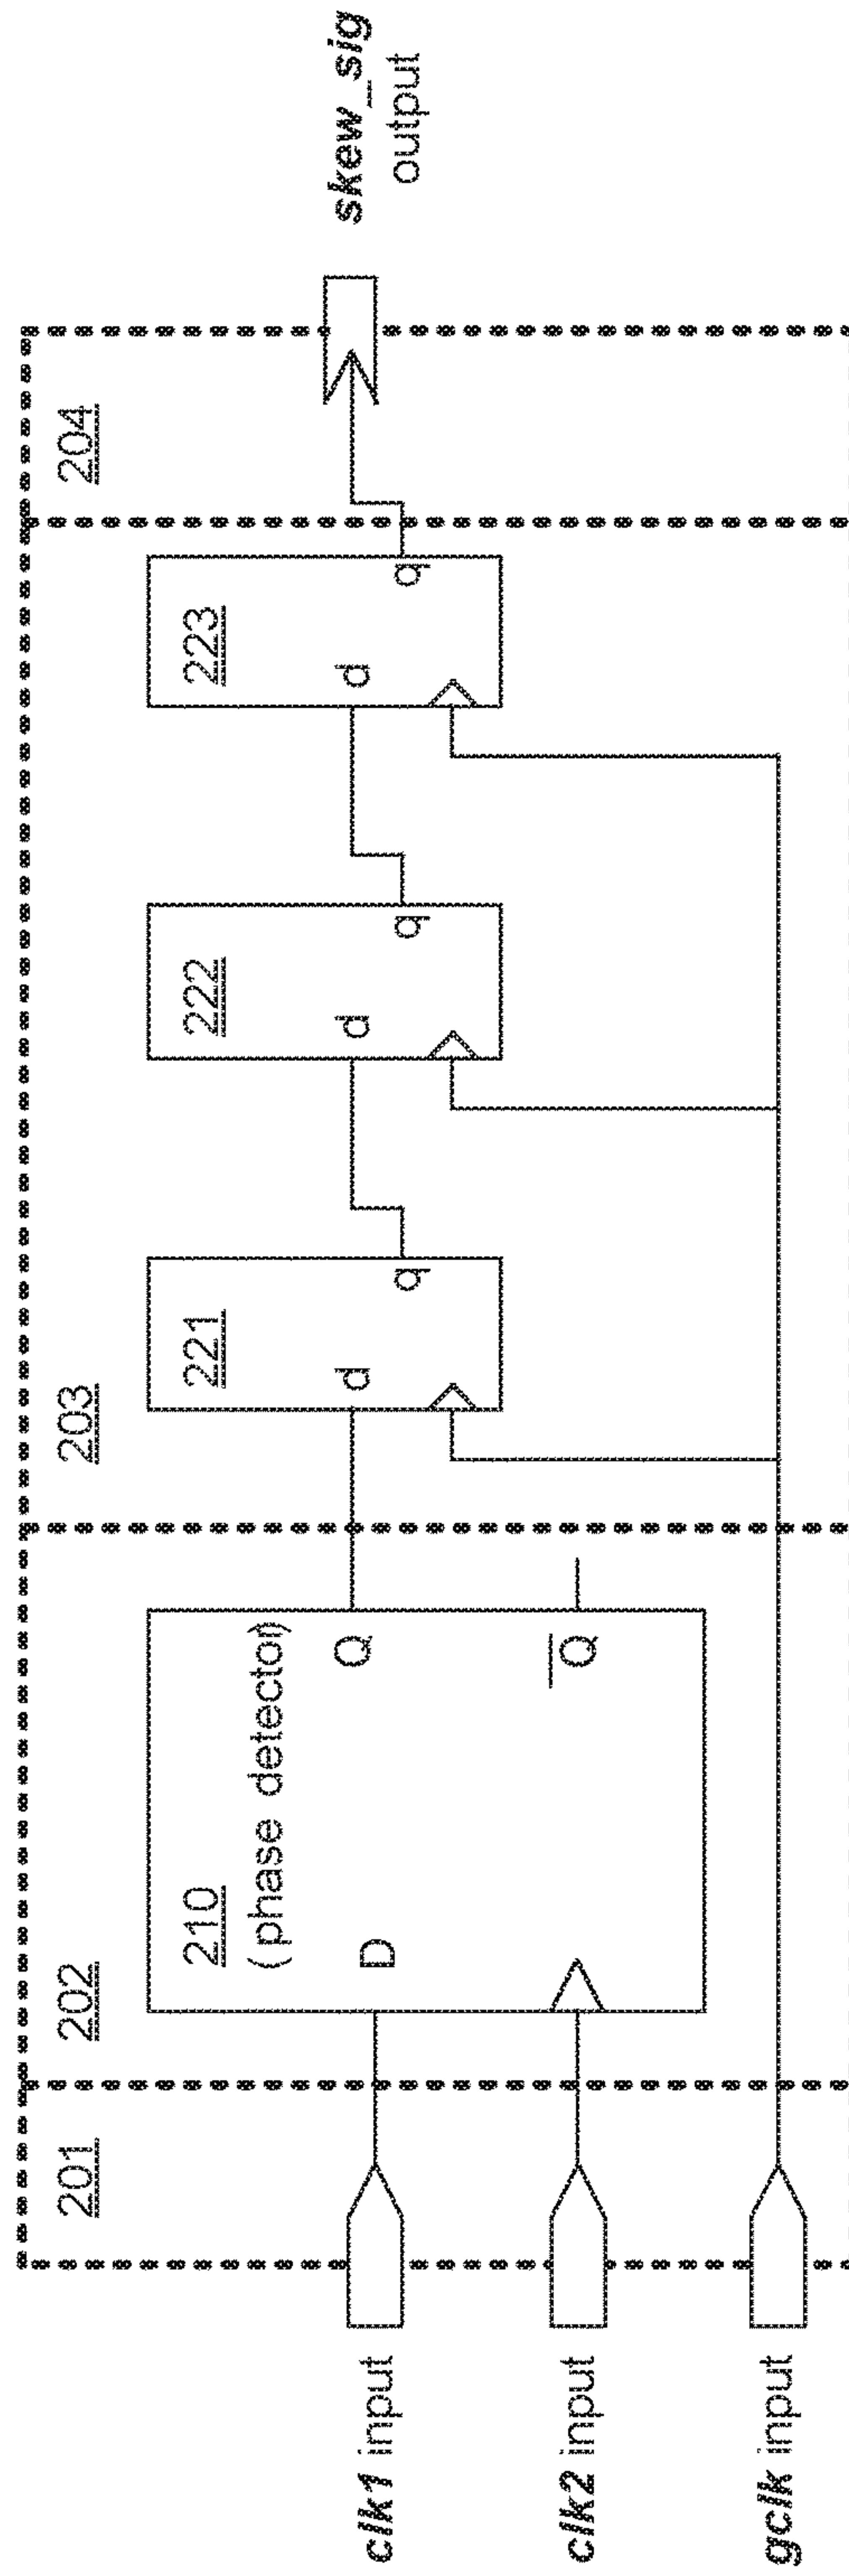 201
202
203
204
210
(phase detector)
D
Q
Q
221
d
q
222
d
q
223
d
q
clk1 input
clk2 input
gclk input
skew_sig
output